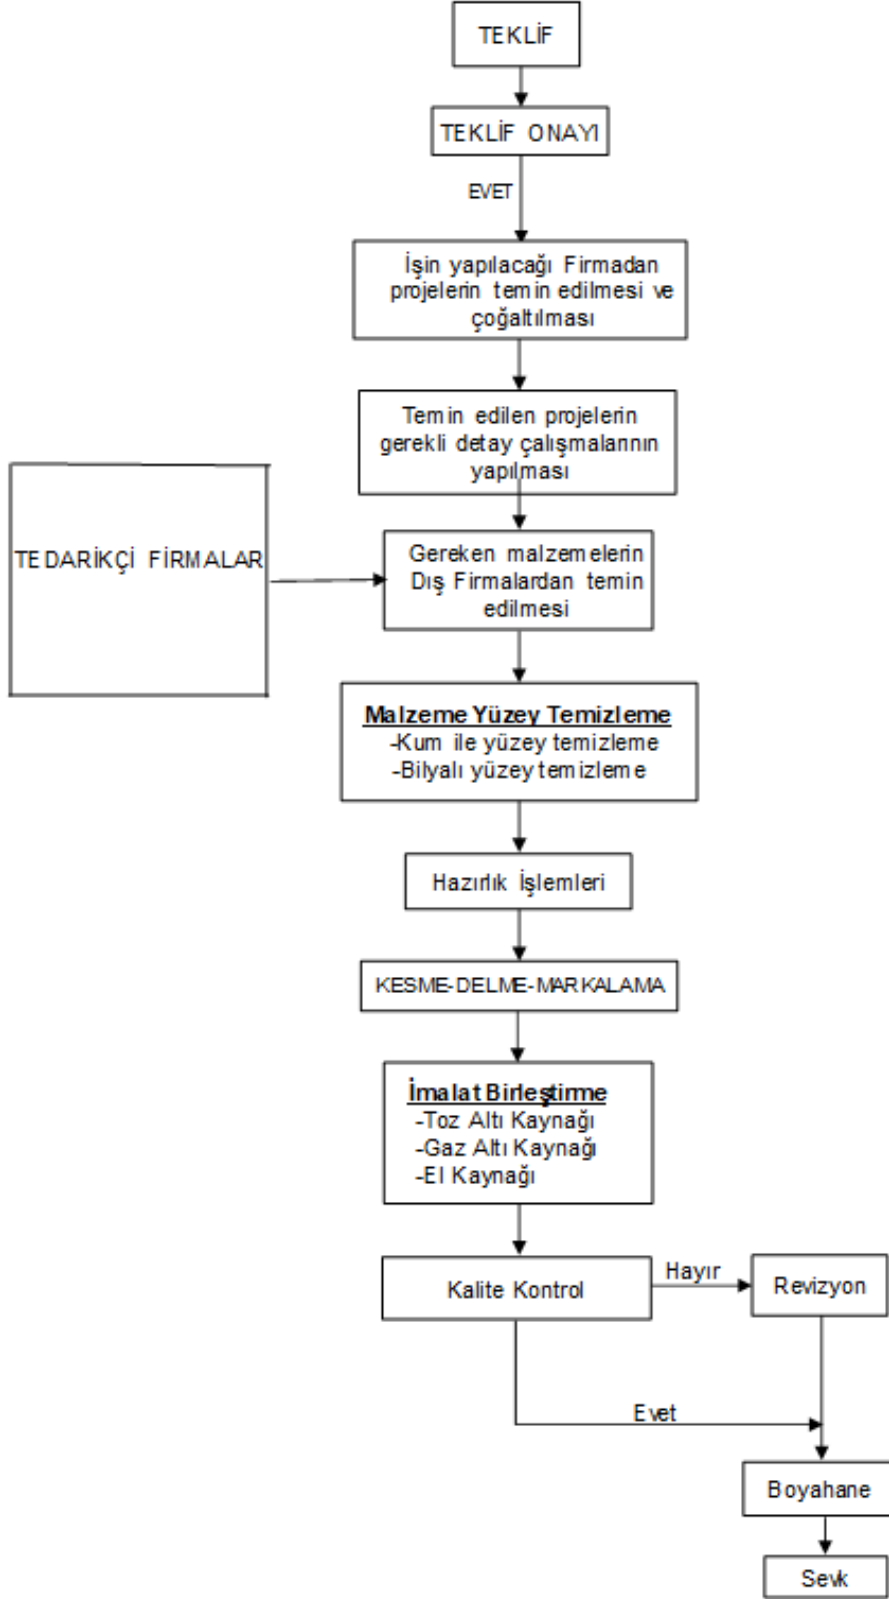 TEKLİF
TEKLİF ONAYI
EVET
İşin yapılacağı Firmadan
projelerin temin edilmesi ve
çoğaltılması
Temin edilen projelerin
gerekli detay çalışmalarının
yapılması
TEDARİKÇİ FİRMALAR
Gereken malzemelerin
Dış Firmalardan temin
edilmesi
Malzeme Yüzey Temizleme
-Kum ile yüzey temizleme
-Bilyalı yüzey temizleme
Hazırlık İşlemleri
KESME-DELME-MARKALAMA
İmalat Birleştirme
-Toz Altı Kaynağı
-Gaz Altı Kaynağı
-El Kaynağı
Kalite Kontrol
Hayır
Revizyon
Evet
Boyahane
Sevk